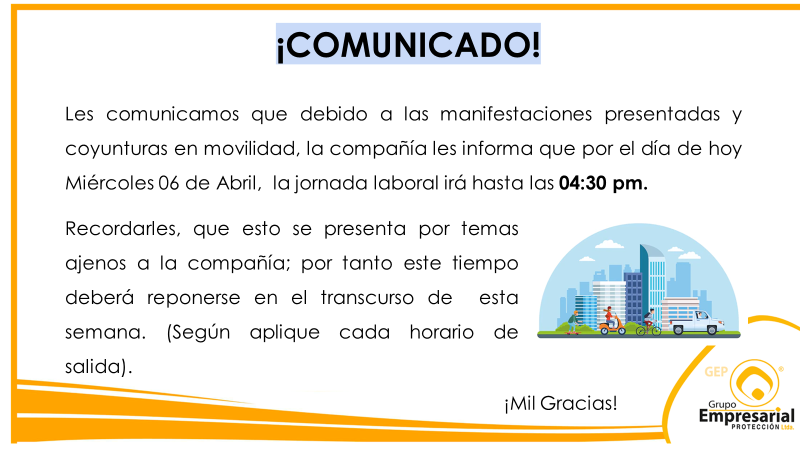 ¡COMUNICADO!
Les comunicamos que debido a las manifestaciones presentadas y
coyunturas en movilidad, la compañía les informa que por el día de hoy
Miércoles 06 de Abril, la jornada laboral irá hasta las 04:30 pm.
Recordarles, que esto se presenta por temas
ajenos a la compañía; por tanto este tiempo
deberá reponerse en el transcurso de esta
semana. (Según aplique cada horario de
salida).
¡Mil Gracias!
GEP ®
Grupo
Empresarial
PROTECCIÓN Ltda.